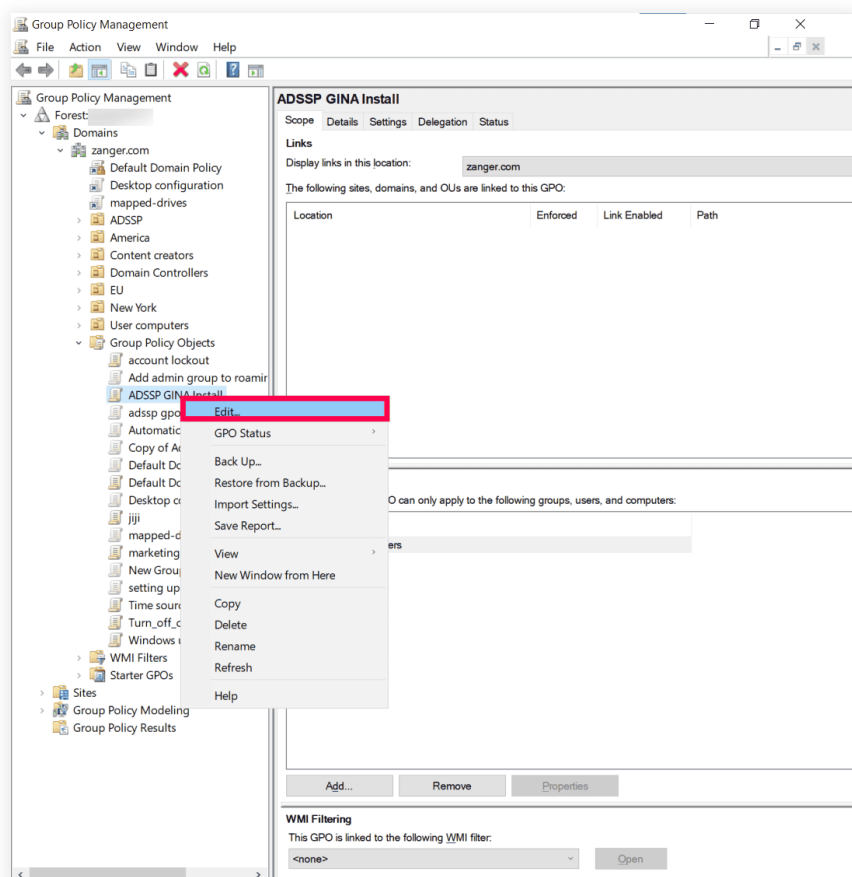 Group Policy Management
File Action View Window Help
Group Policy Management
Forest:
Domains
zanger.com
Default Domain Policy
Desktop configuration
mapped-drives
ADSSP
America
Content creators
Domain Controllers
EU
New York
User computers
Group Policy Objects
account lockout
Add admin group to roamin
ADSSP GINA Install
adssp gpo
Automatic
Copy of A
Default Do
Default Do
Desktop co
jiji
mapped-d
marketing
New Grou
setting up
Time sourc
Turn_off_c
Windows u
WMI Filters
Starter GPOs
Sites
Group Policy Modeling
Group Policy Results
Edit...
GPO Status
Back Up...
Restore from Backup...
Import Settings...
Save Report...
View
New Window from Here
Copy
Delete
Rename
Refresh
Help
ADSSP GINA Install
Scope Details Settings Delegation Status
Links
Display links in this location: zanger.com
The following sites, domains, and OUs are linked to this GPO:
Location Enforced Link Enabled Path
O can only apply to the following groups, users, and computers:
ers
Add... Remove Properties
WMI Filtering
This GPO is linked to the following WMI filter:
<none> Open